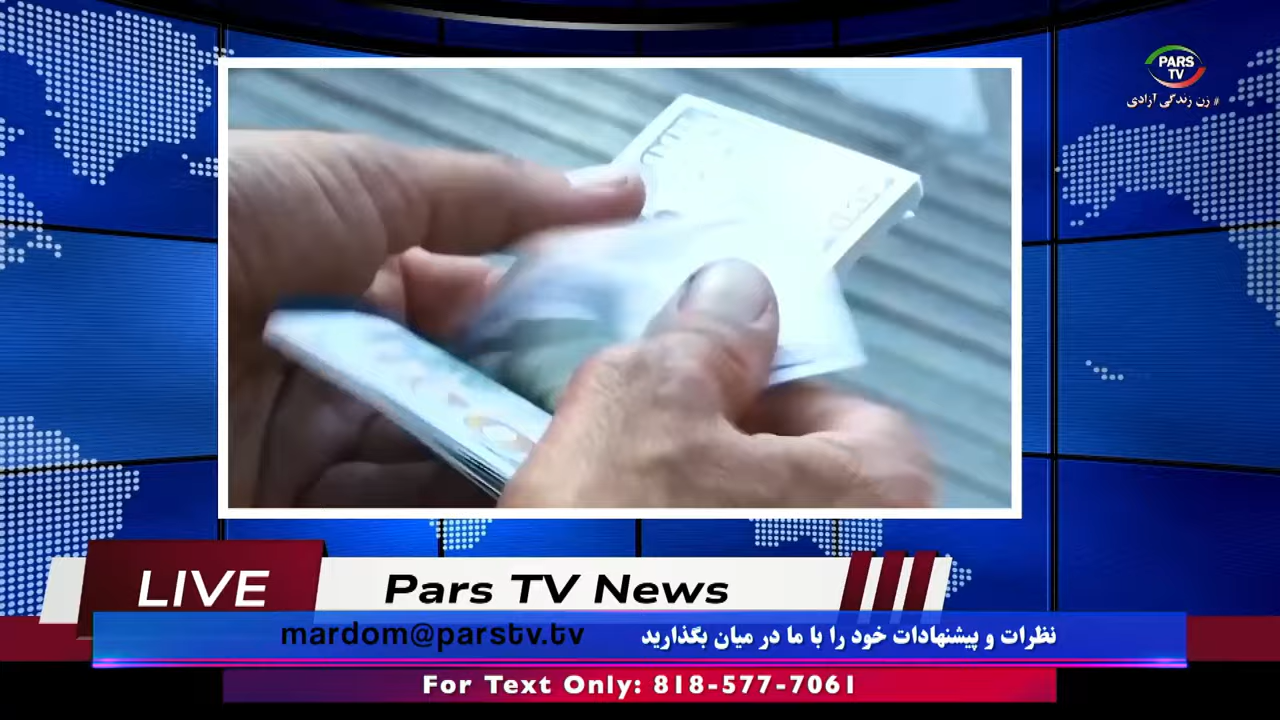 PARS
TV
# زن زندگی آزادی
LIVE
Pars TV News
mardom@parstv.tv
نظرات و پیشنهادات خود را با ما در میان بگذارید
For Text Only: 818-577-7061